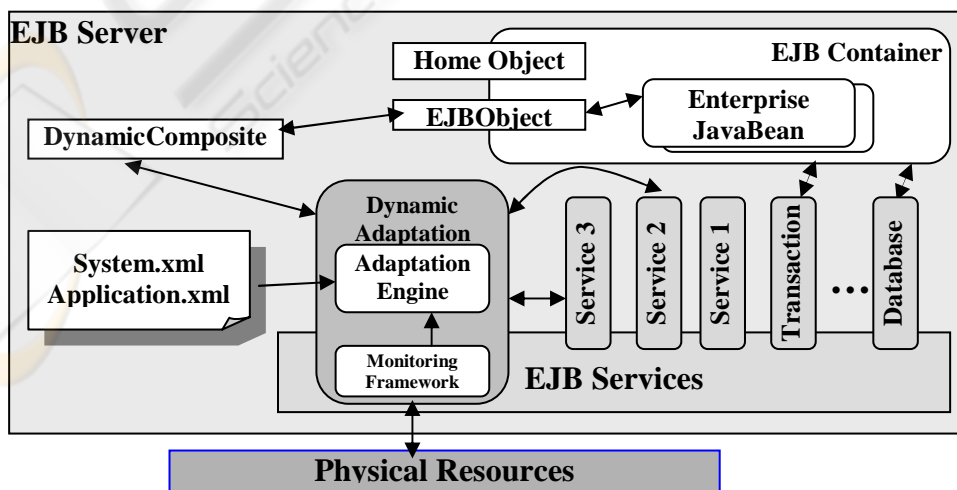 EJB Server
Science
Home Object
EJB Container
EJBObject
Enterprise
JavaBean
DynamicComposite
Dynamic
Adaptation
System.xml
Application.xml
Adaptation
Engine
Service 3
Service 2
Service 1
Transaction
...
Database
Monitoring
Framework
EJB Services
Physical Resources